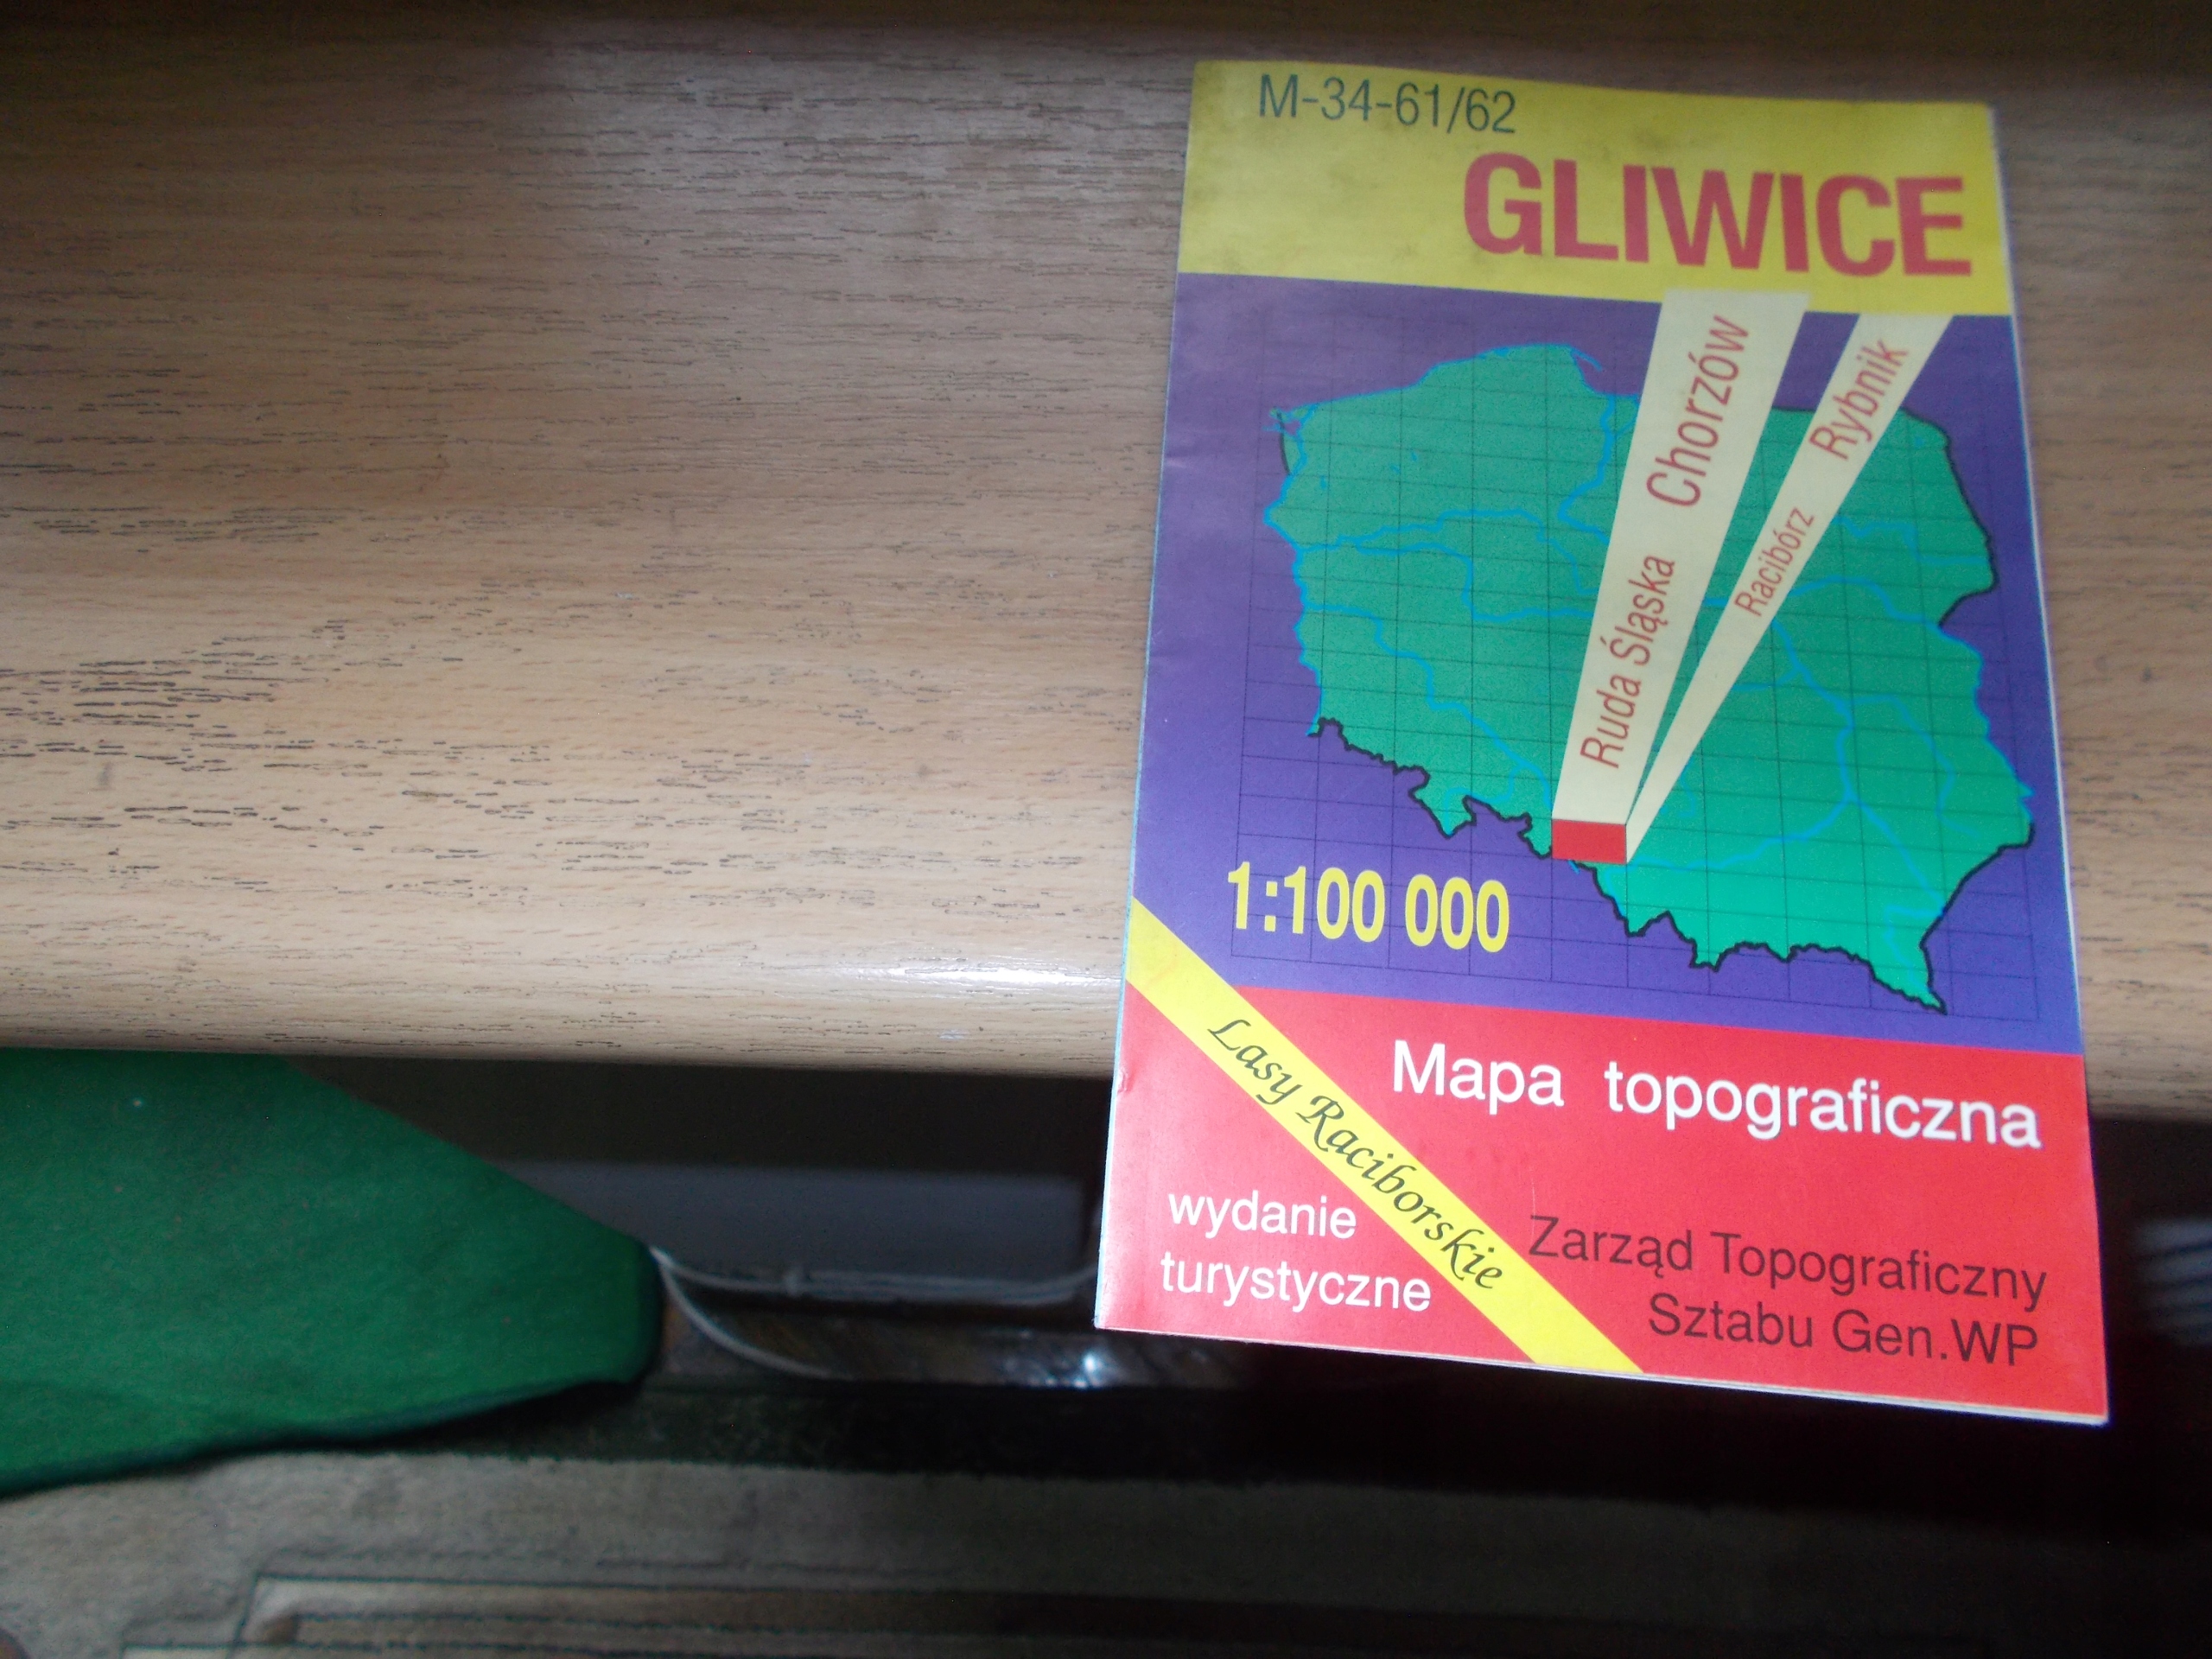 M-34-61/62
GLIWICE
Ruda Śląska Chorzów
Racibórz Rybnik
1:100 000
Mapa topograficzna
Lasy Raciborskie
wydanie
turystyczne
Zarząd Topograficzny
Sztabu Gen.WP